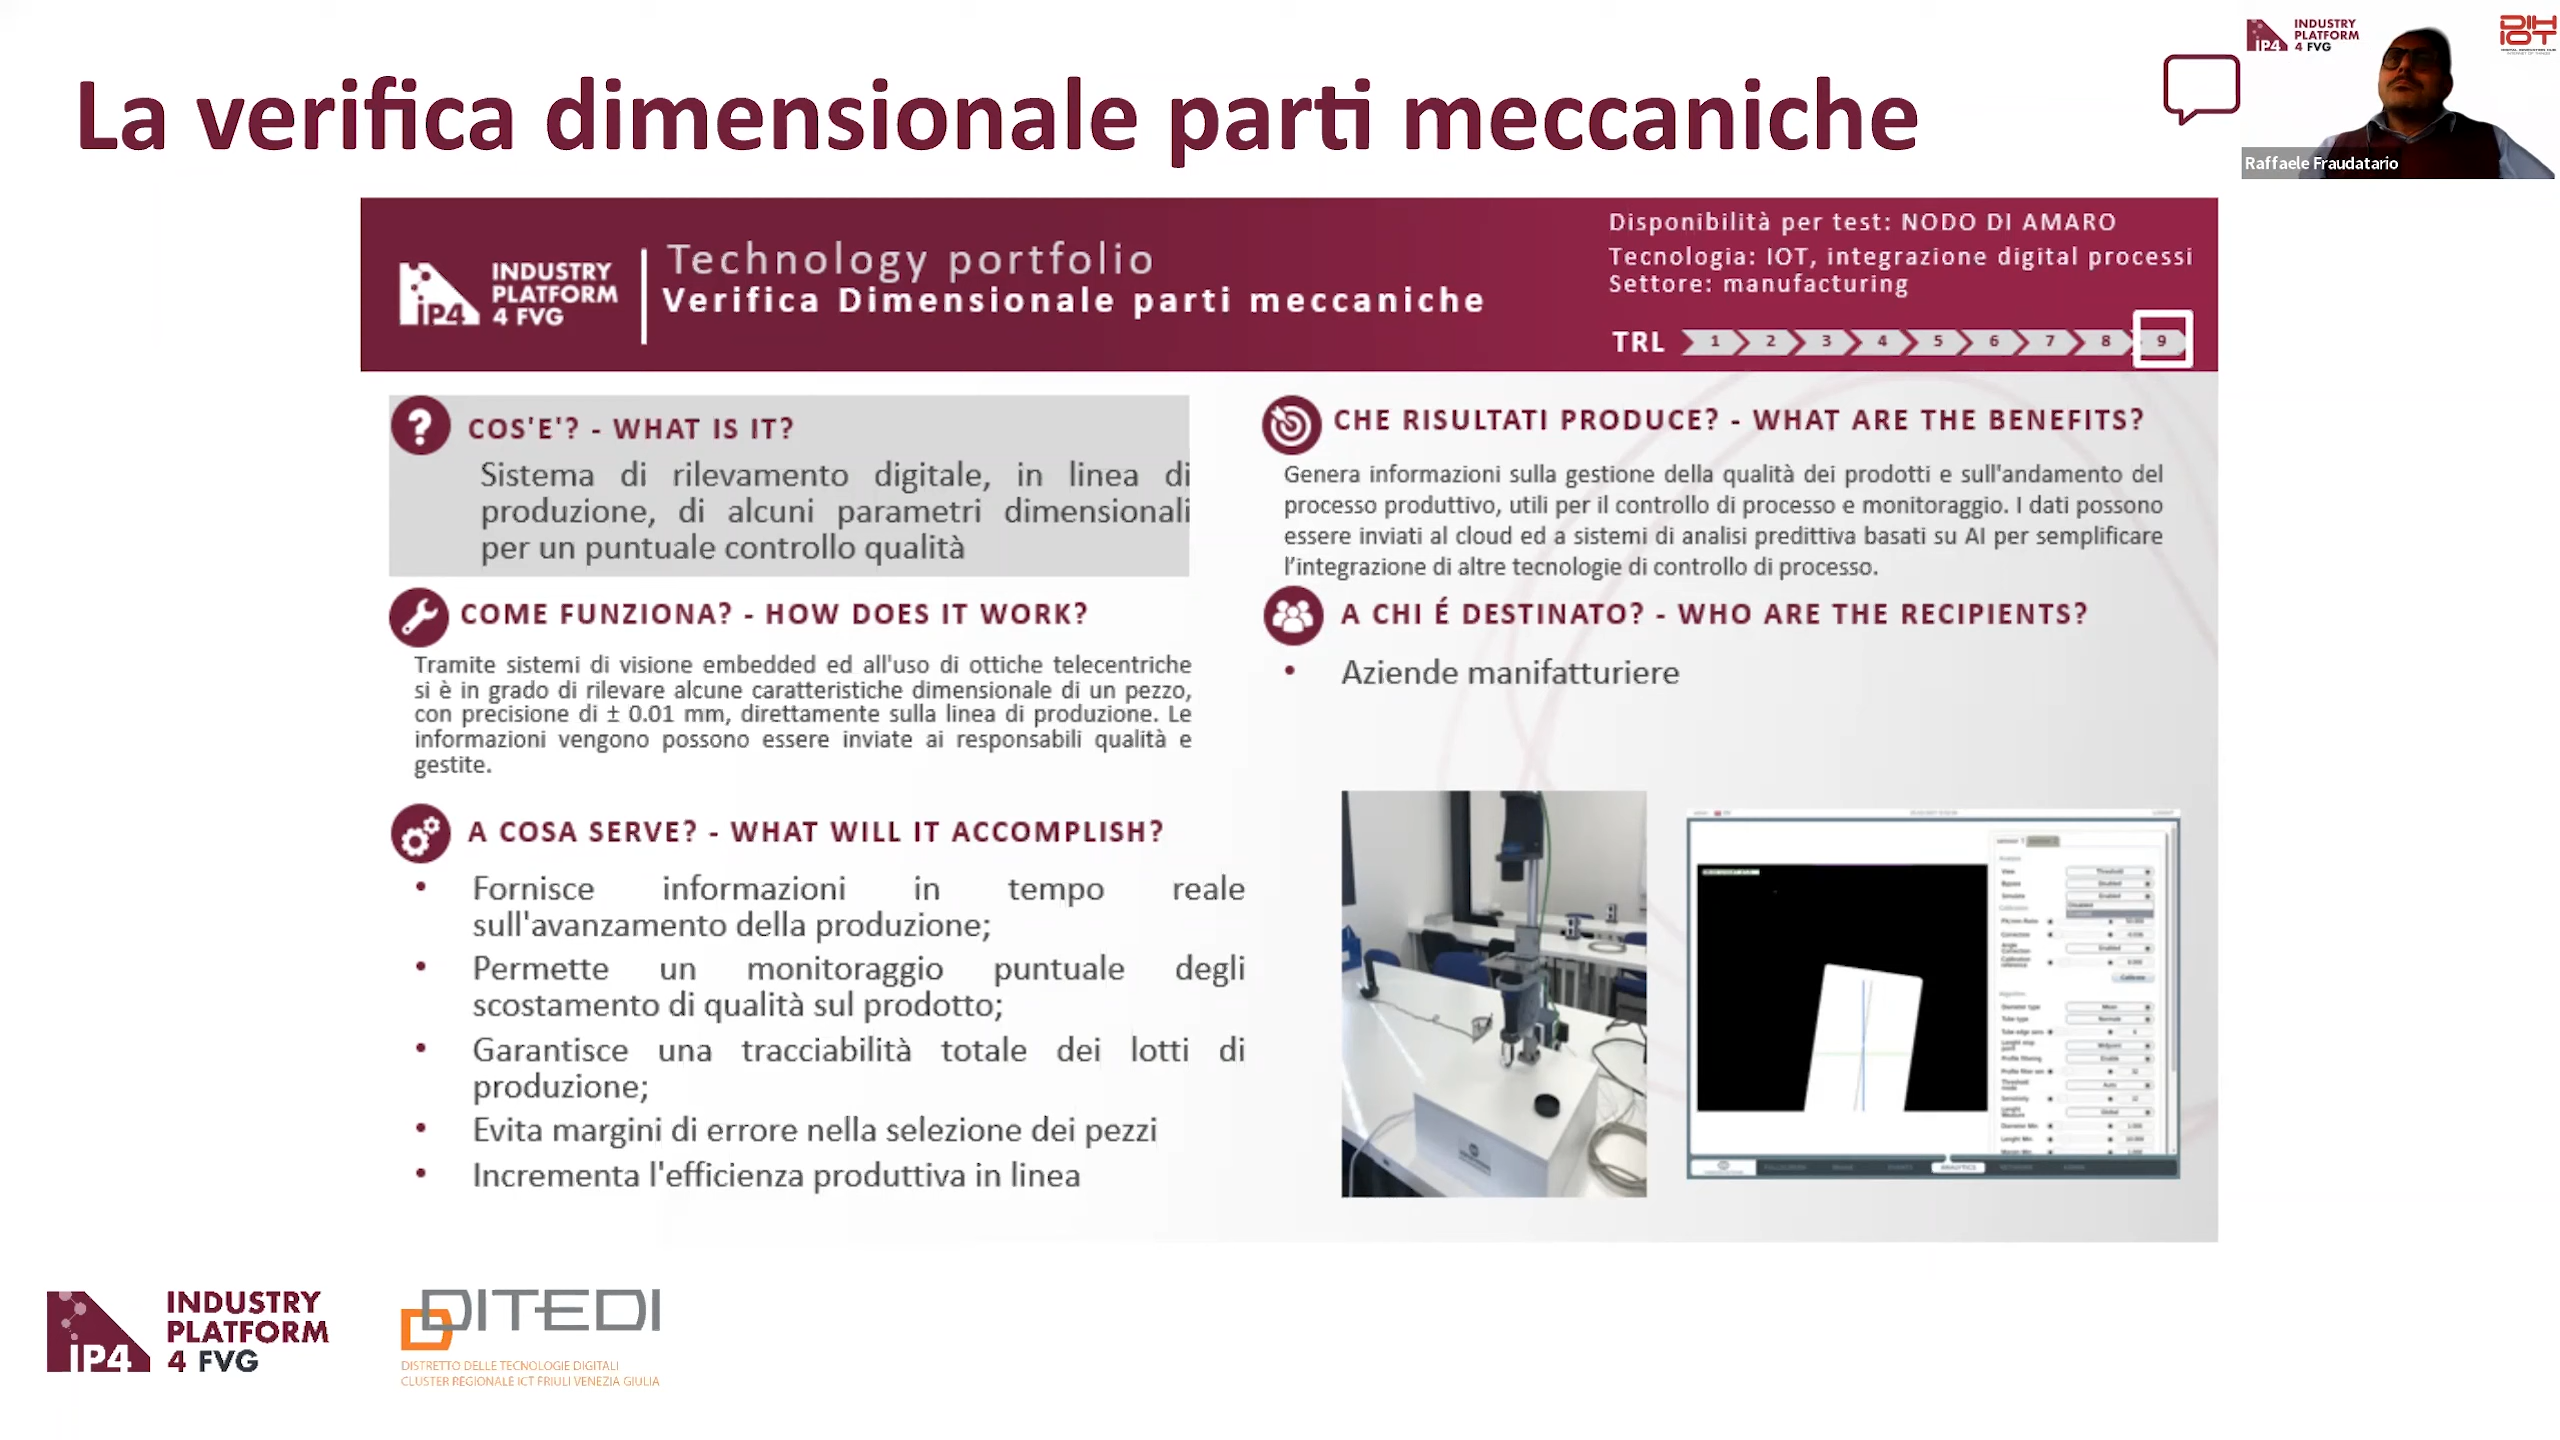 La verifica dimensionale parti meccaniche
INDUSTRY
PLATFORM
4 FVG
iP4
DIH
IOT
Raffaele Fraudatario
iP4
INDUSTRY
PLATFORM
4 FVG
Technology portfolio
Verifica Dimensionale parti meccaniche
Disponibilità per test: NODO DI AMARO
Tecnologia: IOT, integrazione digital processi
Settore: manufacturing
TRL 1 2 3 4 5 6 7 8 9
COS'E'? - WHAT IS IT?
Sistema di rilevamento digitale, in linea di
produzione, di alcuni parametri dimensionali
per un puntuale controllo qualità
COME FUNZIONA? - HOW DOES IT WORK?
Tramite sistemi di visione embedded ed all'uso di ottiche telecentriche
si è in grado di rilevare alcune caratteristiche dimensionale di un pezzo,
con precisione di ± 0.01 mm, direttamente sulla linea di produzione. Le
informazioni vengono possono essere inviate ai responsabili qualità e
gestite.
A COSA SERVE? - WHAT WILL IT ACCOMPLISH?
• Fornisce informazioni in tempo reale
sull'avanzamento della produzione;
• Permette un monitoraggio puntuale degli
scostamento di qualità sul prodotto;
• Garantisce una tracciabilità totale dei lotti di
produzione;
• Evita margini di errore nella selezione dei pezzi
• Incrementa l'efficienza produttiva in linea
CHE RISULTATI PRODUCE? - WHAT ARE THE BENEFITS?
Genera informazioni sulla gestione della qualità dei prodotti e sull'andamento del
processo produttivo, utili per il controllo di processo e monitoraggio. I dati possono
essere inviati al cloud ed a sistemi di analisi predittiva basati su AI per semplificare
l’integrazione di altre tecnologie di controllo di processo.
A CHI É DESTINATO? - WHO ARE THE RECIPIENTS?
• Aziende manifatturiere
ANALYTICS
iP4
INDUSTRY
PLATFORM
4 FVG
DITEDI
DISTRETTO DELLE TECNOLOGIE DIGITALI
CLUSTER REGIONALE ICT FRIULI VENEZIA GIULIA